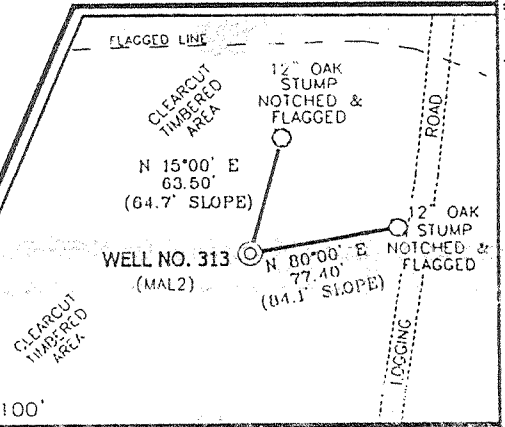 FLAGGED LINE
CLEARCUT
TIMBERED
AREA
12" OAK
STUMP
NOTCHED &
FLAGGED
ROAD
N 15°00' E
63.50'
(64.7' SLOPE)
12" OAK
STUMP
NOTCHED &
FLAGGED
WELL NO. 313
(MAL2)
N 80°00' E
77.40'
(84.1' SLOPE)
CLEARCUT
TIMBERED
AREA
LOGGING
100'